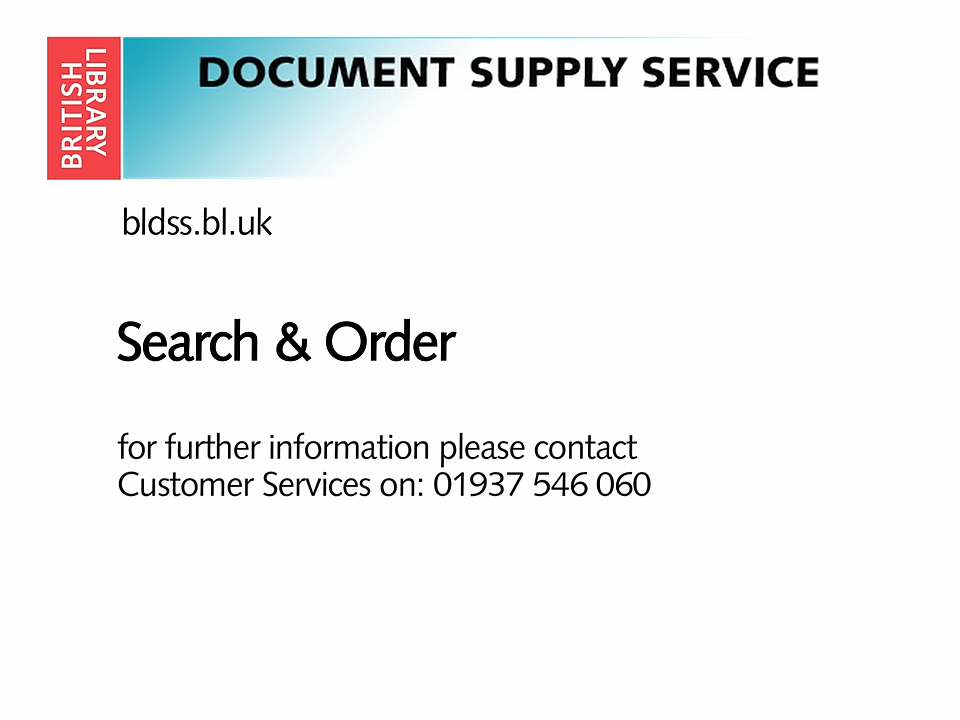 BRITISH
LIBRARY
DOCUMENT SUPPLY SERVICE
bldss.bl.uk
Search & Order
for further information please contact
Customer Services on: 01937 546 060